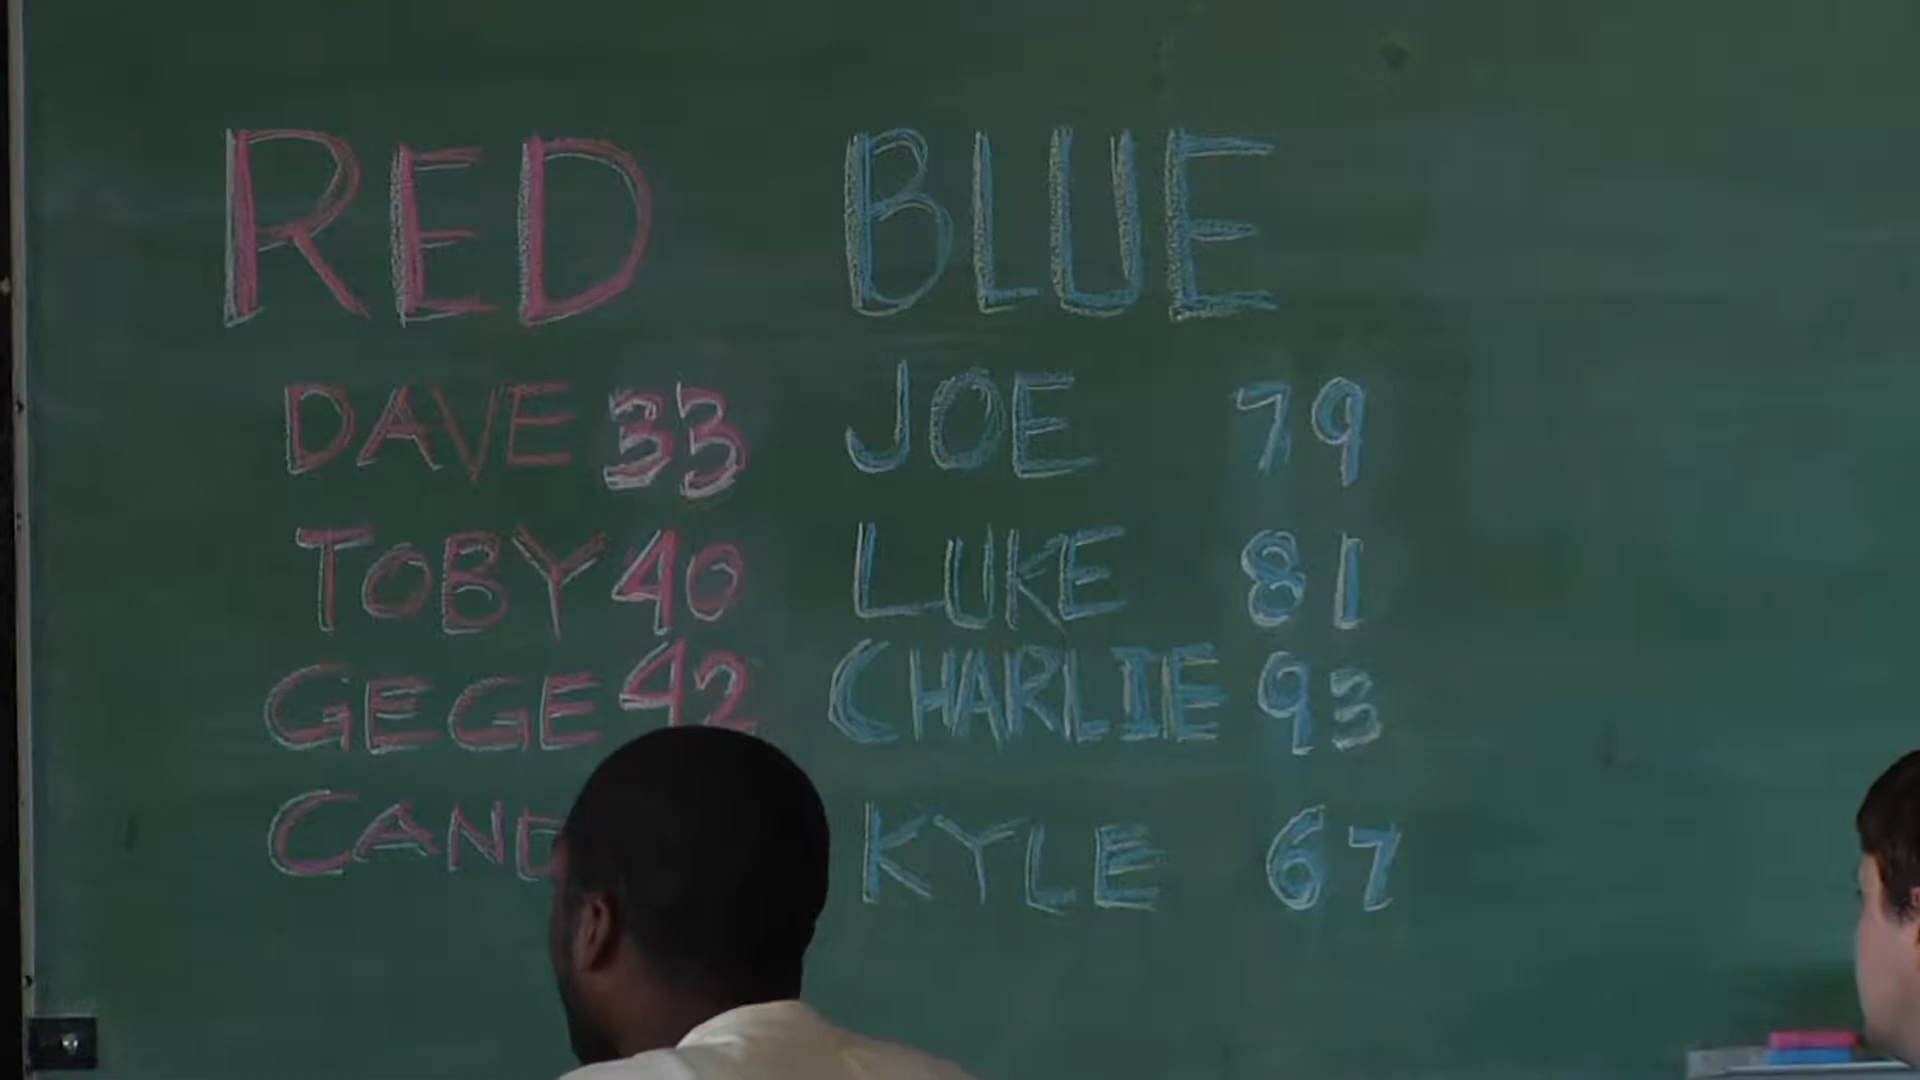 RED BLUE
DAVE 33 JOE 79
TOBY 40 LUKE 81
GEGE 42 CHARLIE 93
KYLE 67